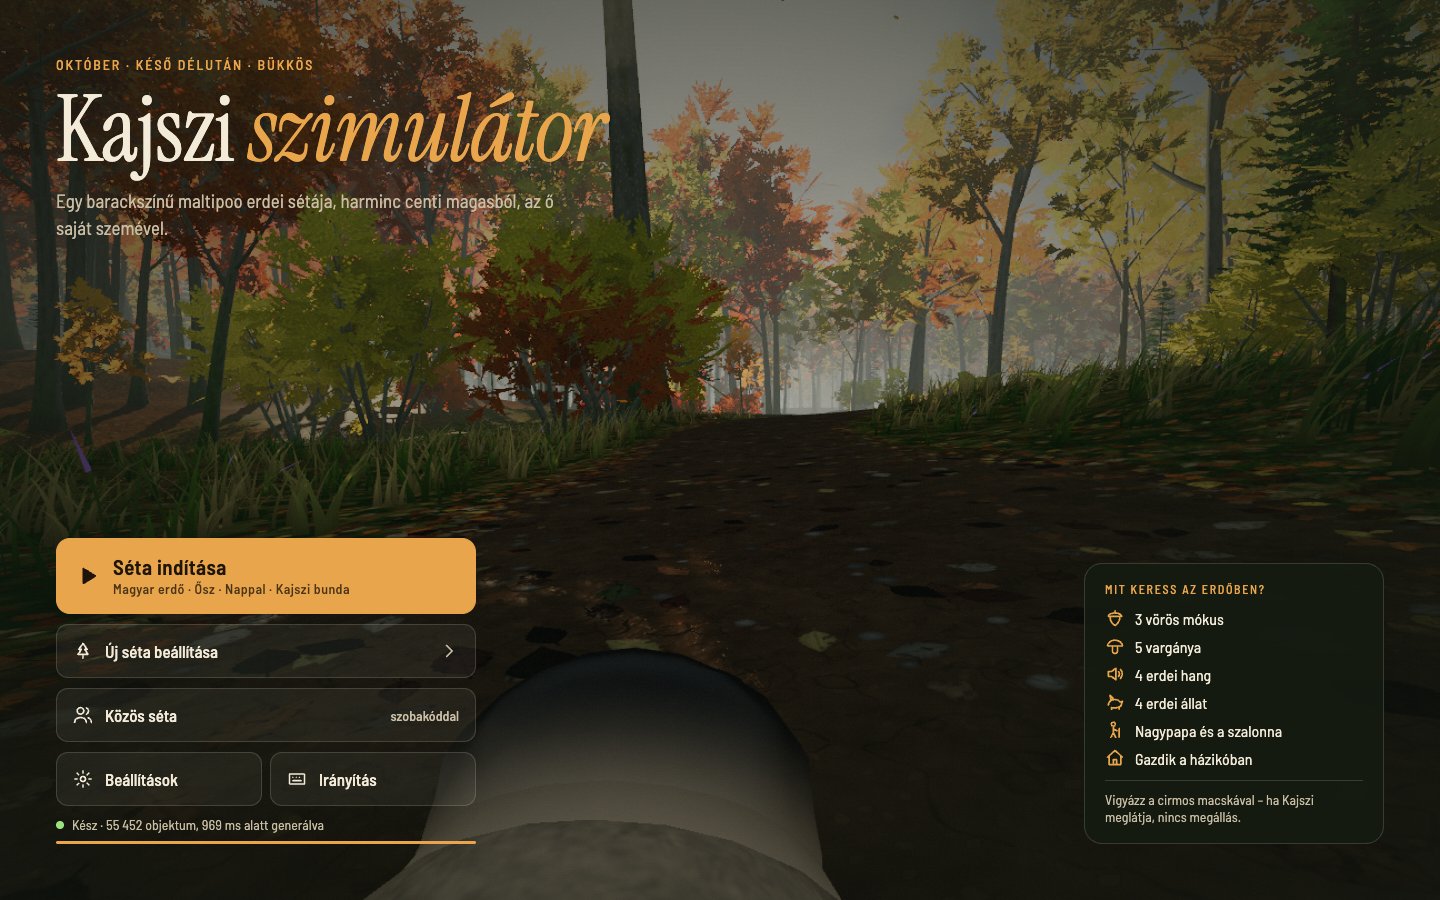 OKTÓBER · KÉSŐ DÉLUTÁN · BÜKKÖS
Kajszi szimulátor
Egy barackszínű maltipoo erdei sétája, harminc centi magasból, az ő
saját szemével.
Séta indítása
Magyar erdő · Ősz · Nappal · Kajszi bunda
Új séta beállítása
Közös séta
szobakóddal
Beállítások
Irányítás
Kész · 55 452 objektum, 969 ms alatt generálva
MIT KERESS AZ ERDŐBEN?
3 vörös mókus
5 vargánya
4 erdei hang
4 erdei állat
Nagypapa és a szalonna
Gazdik a házikóban
Vigyázz a cirmos macskával – ha Kajszi
meglátja, nincs megállás.